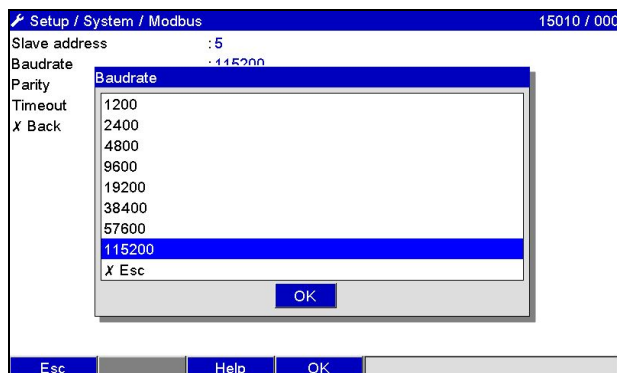 Setup / System / Modbus 15010 / 000
Slave address :5
Baudrate :115200
Parity
Timeout
X Back
Baudrate
1200
2400
4800
9600
19200
38400
57600
115200
X Esc
OK
Esc Help OK